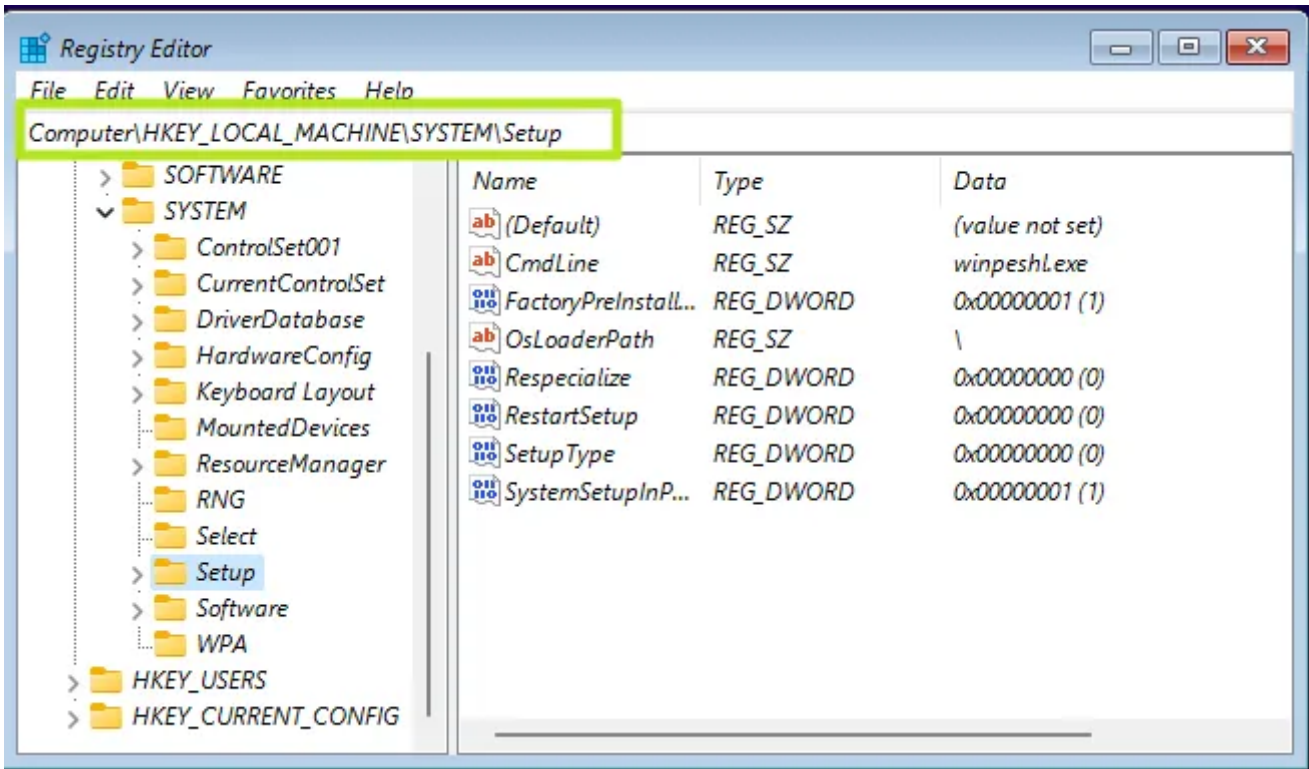 Registry Editor
File Edit View Favorites Help
Computer\HKEY_LOCAL_MACHINE\SYSTEM\Setup
SOFTWARE
SYSTEM
ControlSet001
CurrentControlSet
DriverDatabase
HardwareConfig
Keyboard Layout
MountedDevices
ResourceManager
RNG
Select
Setup
Software
WPA
HKEY_USERS
HKEY_CURRENT_CONFIG
Name Type Data
(Default) REG_SZ (value not set)
CmdLine REG_SZ winpeshl.exe
FactoryPreInstall... REG_DWORD 0x00000001 (1)
OsLoaderPath REG_SZ \
Respecialize REG_DWORD 0x00000000 (0)
RestartSetup REG_DWORD 0x00000000 (0)
SetupType REG_DWORD 0x00000000 (0)
SystemSetupInP... REG_DWORD 0x00000001 (1)